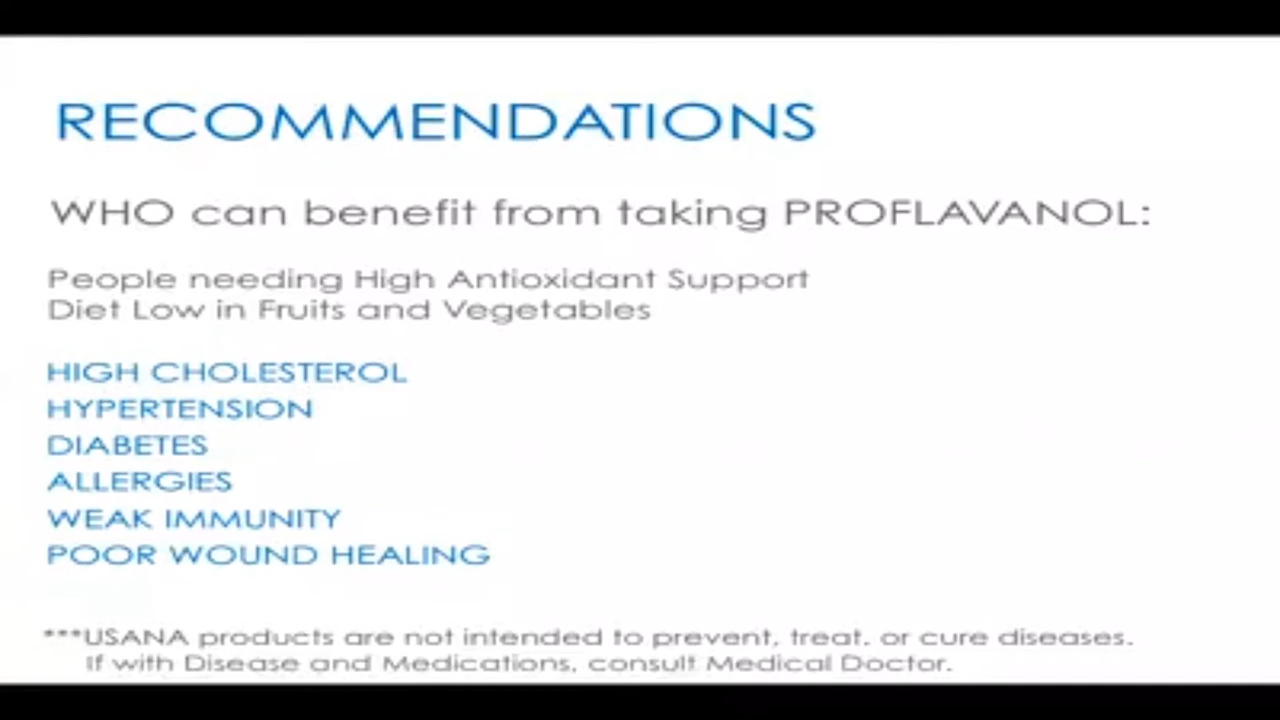 RECOMMENDATIONS
WHO can benefit from taking PROFLAVANOL:
People needing High Antioxidant Support
Diet Low in Fruits and Vegetables
HIGH CHOLESTEROL
HYPERTENSION
DIABETES
ALLERGIES
WEAK IMMUNITY
POOR WOUND HEALING
***USANA products are not intended to prevent, treat, or cure diseases.
If with Disease and Medications, consult Medical Doctor.